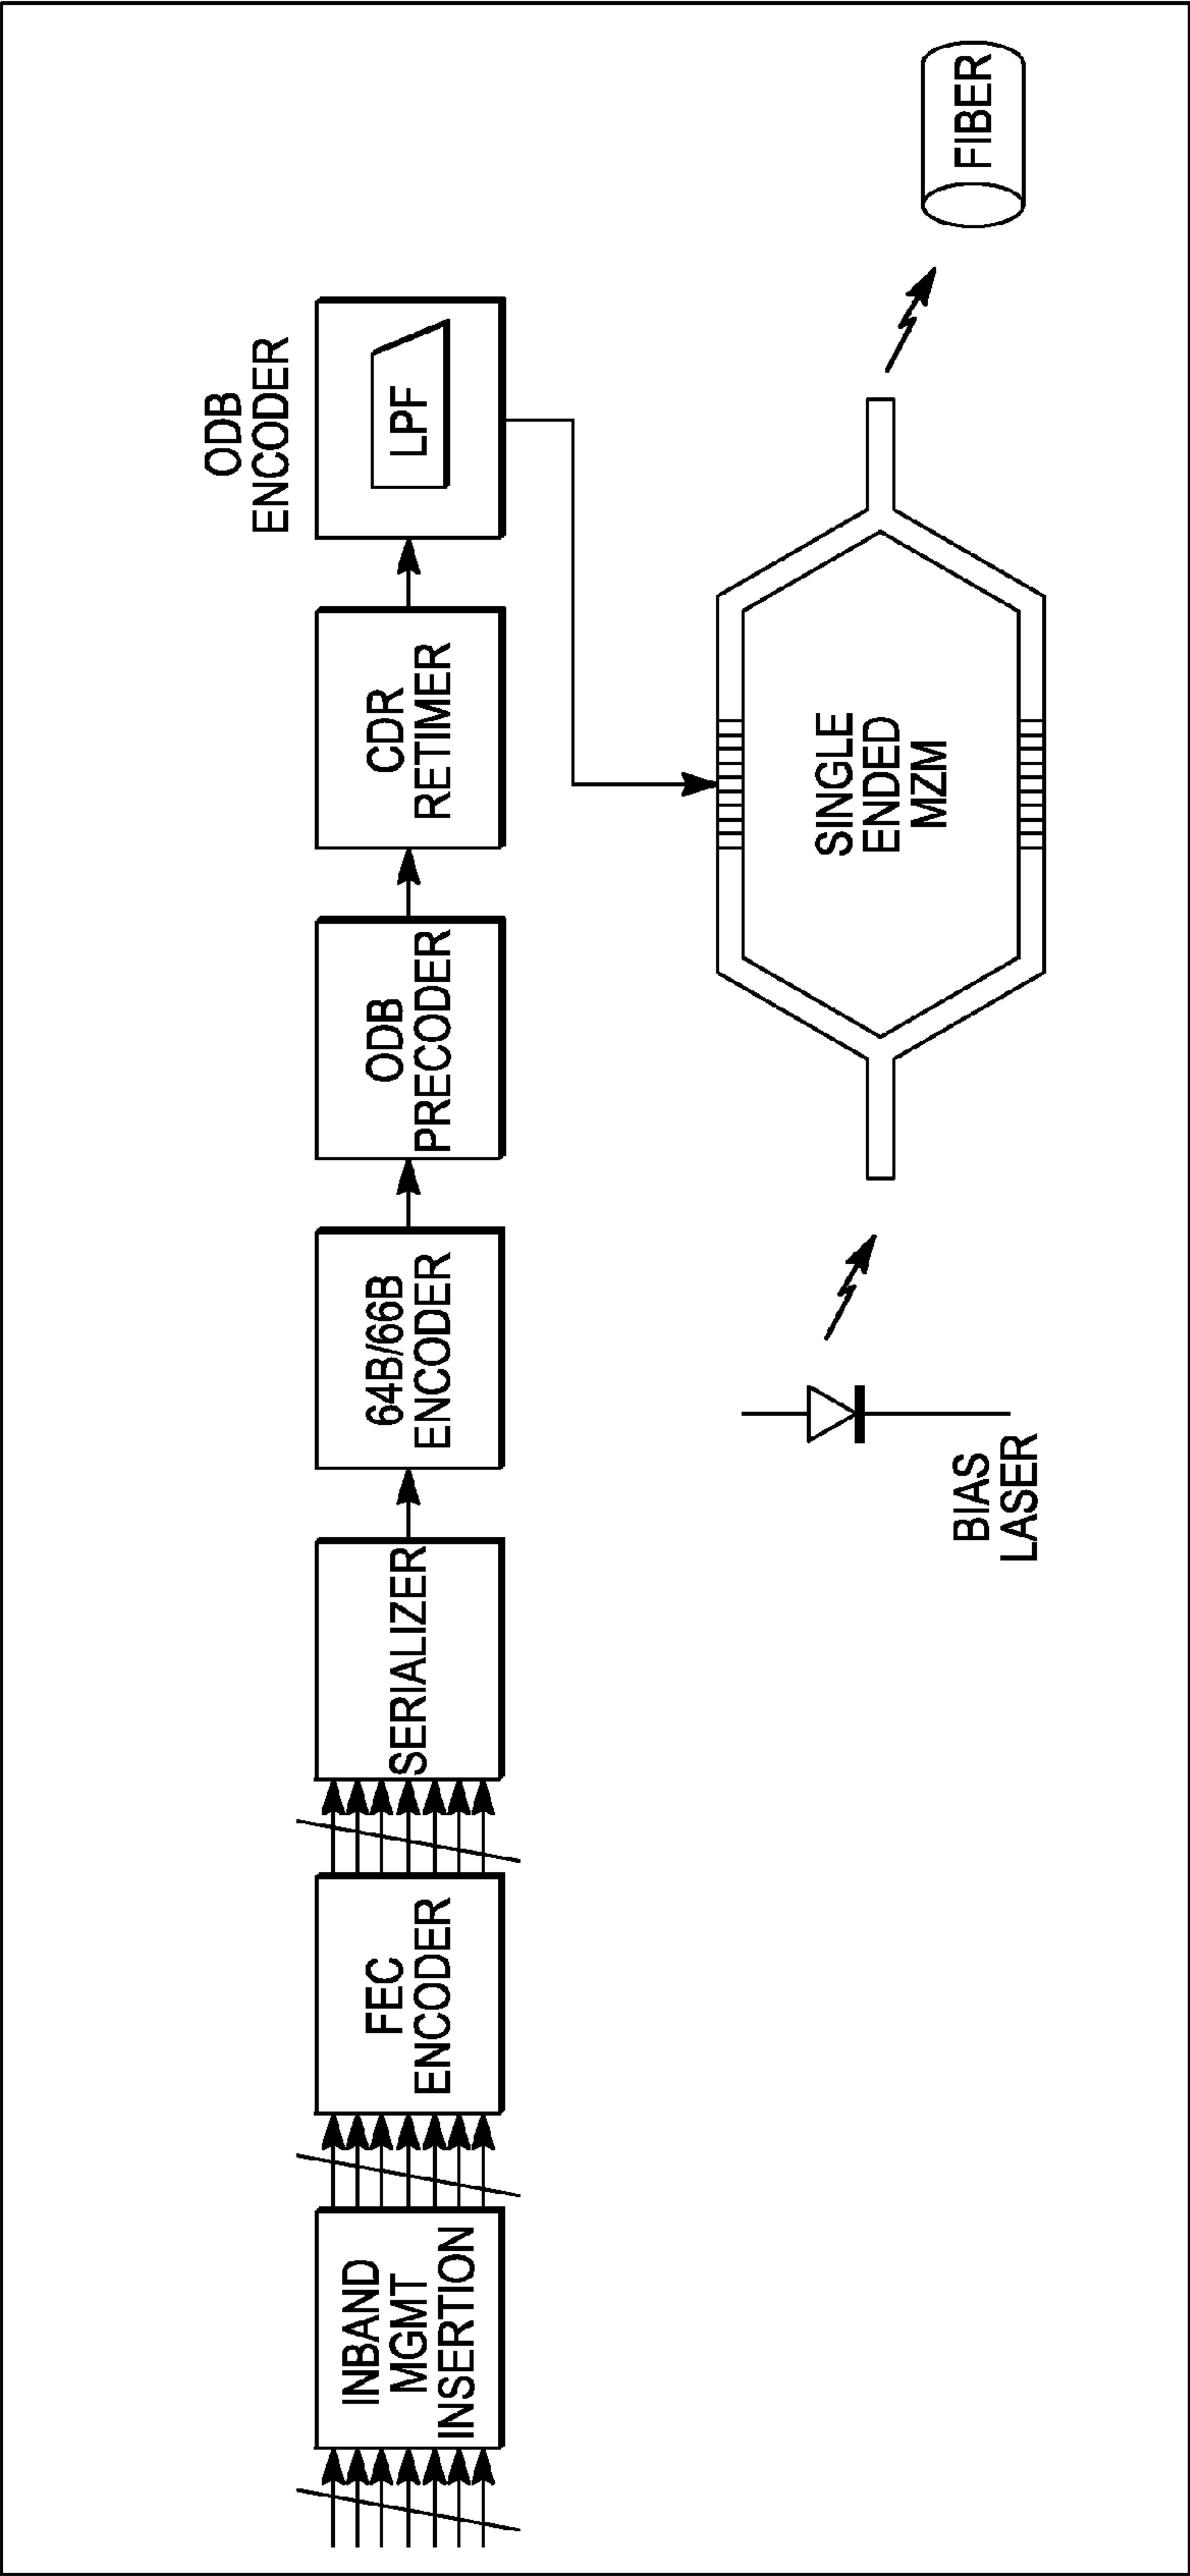 INBAND
MGMT
INSERTION
FEC
ENCODER
SERIALIZER
64B/66B
ENCODER
ODB
PRECODER
CDR
RETIMER
ODB
ENCODER
LPF
BIAS
LASER
SINGLE
ENDED
MZM
FIBER